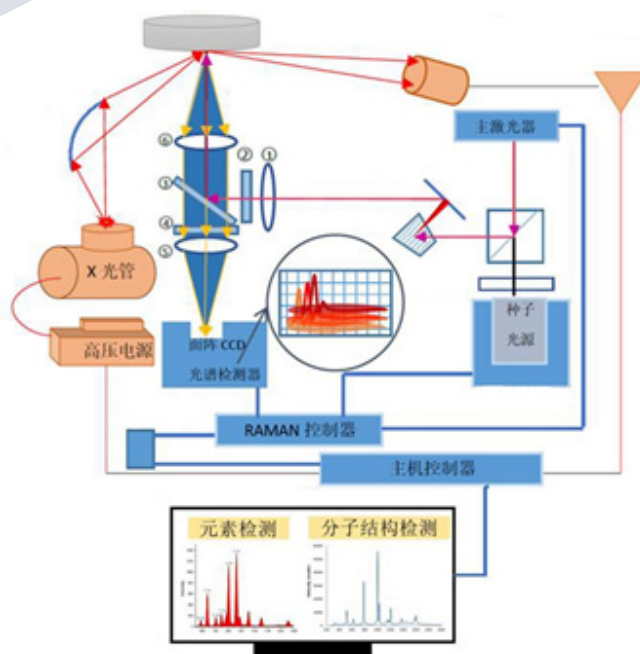 主激光器
⑥
②
①
③
④
⑤
X 光管
种子
光源
高压电源
面阵 CCD
光谱检测器
RAMAN 控制器
主机控制器
元素检测
分子结构检测